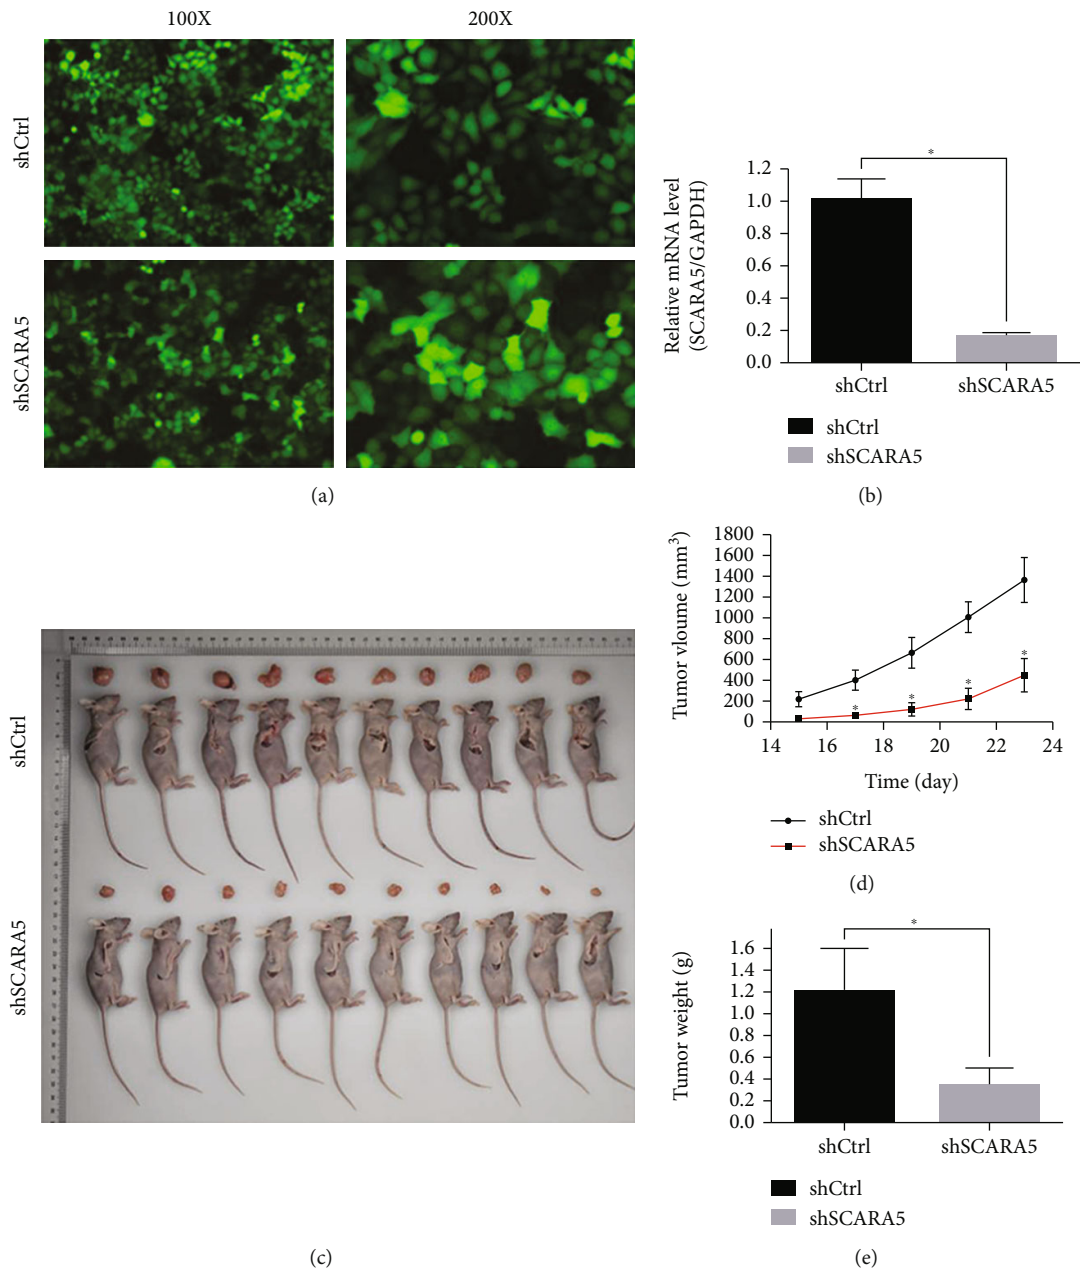 100X
200X
shCtrl
shSCARA5
(a)
Relative mRNA level
(SCARA5/GAPDH)
1.2
1.0
0.8
0.6
0.4
0.2
0.0
*
shCtrl
shSCARA5
shCtrl
shSCARA5
(b)
shCtrl
shSCARA5
(c)
Tumor vloume (mm³)
1800
1600
1400
1200
1000
800
600
400
200
0
*
*
*
*
14
16
18
20
22
24
Time (day)
shCtrl
shSCARA5
(d)
Tumor weight (g)
1.6
1.4
1.2
1.0
0.8
0.6
0.4
0.2
0.0
*
shCtrl
shSCARA5
shCtrl
shSCARA5
(e)